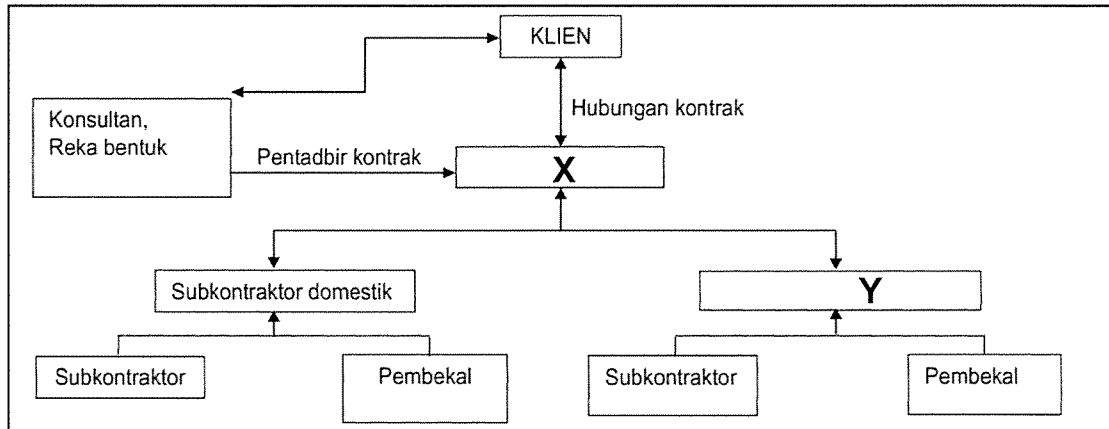 KLIEN
Hubungan kontrak
Konsultan,
Reka bentuk
Pentadbir kontrak
X
Subkontraktor domestik
Y
Subkontraktor
Pembekal
Subkontraktor
Pembekal